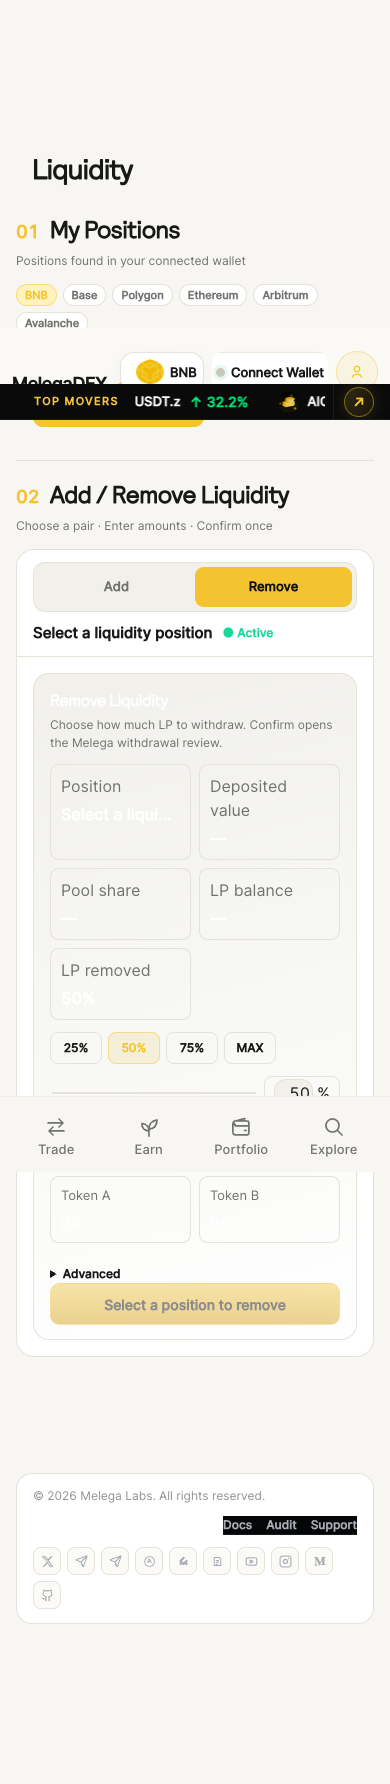 Liquidity
01 My Positions
Positions found in your connected wallet
BNB Base Polygon Ethereum Arbitrum
Avalanche
MelegaDEX BNB Connect Wallet
TOP MOVERS USDT.z ↑ 32.2%
02 Add / Remove Liquidity
Choose a pair · Enter amounts · Confirm once
Add Remove
Select a liquidity position Active
Remove Liquidity
Choose how much LP to withdraw. Confirm opens
the Melega withdrawal review.
Position Deposited
value
Select a liqui... —
Pool share LP balance
— —
LP removed
50%
25% 50% 75% MAX
50 %
Trade Earn Portfolio Explore
Token A Token B
Advanced
Select a position to remove
© 2026 Melega Labs. All rights reserved.
Docs Audit Support